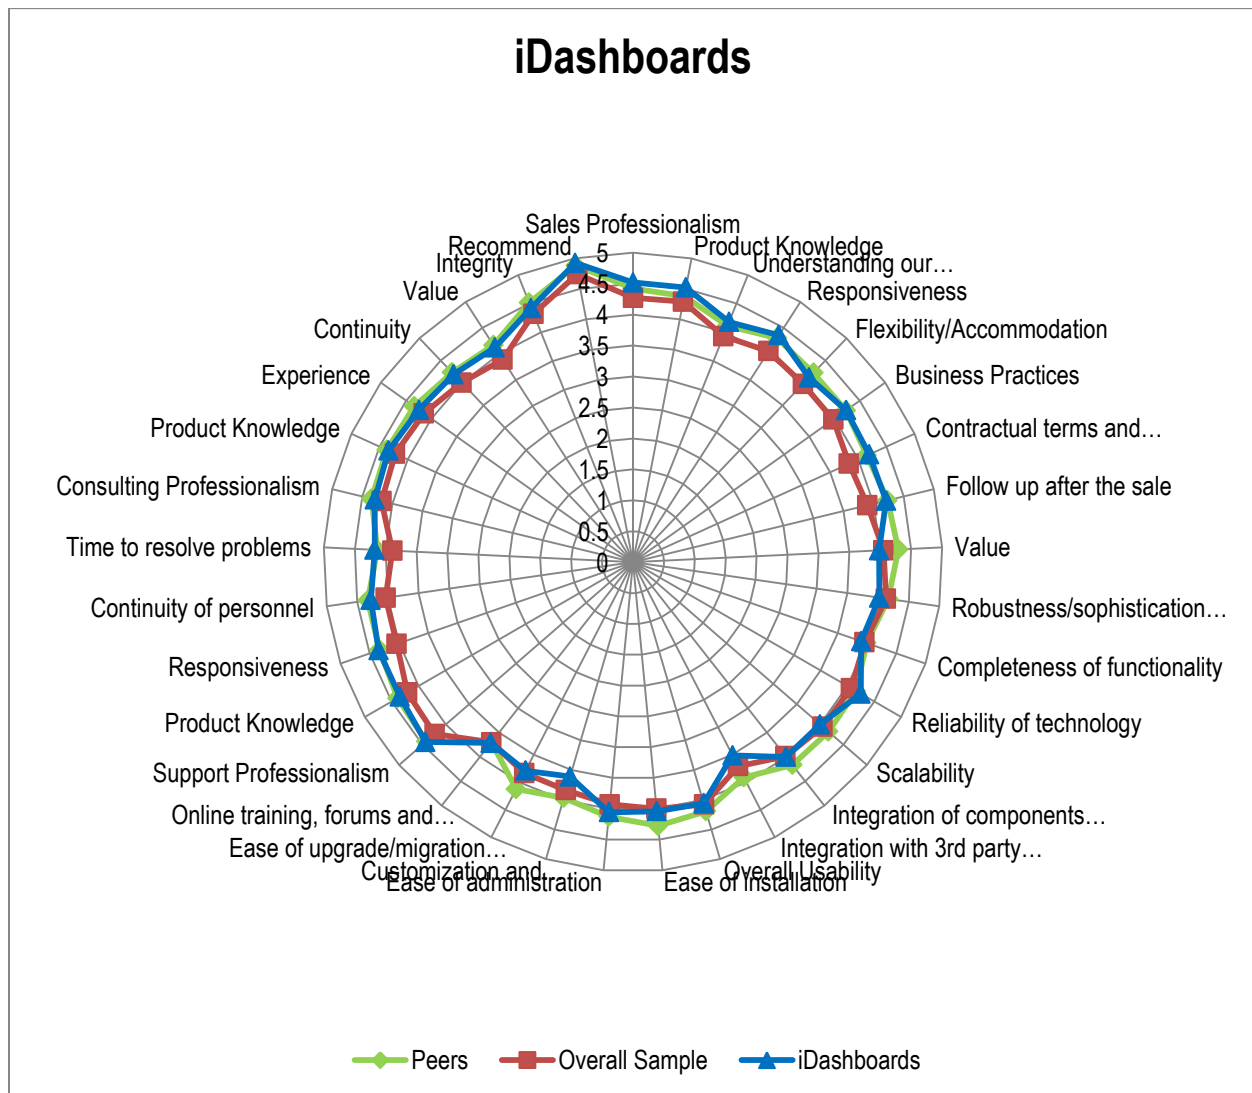 iDashboards
Sales Professionalism
Product Knowledge
Understanding our…
Responsiveness
Flexibility/Accommodation
Business Practices
Contractual terms and…
Follow up after the sale
Value
Robustness/sophistication…
Completeness of functionality
Reliability of technology
Scalability
Integration of components…
Integration with 3rd party…
Overall Usability
Ease of installation
Ease of administration
Customization and…
Ease of upgrade/migration…
Online training, forums and…
Support Professionalism
Product Knowledge
Responsiveness
Continuity of personnel
Time to resolve problems
Consulting Professionalism
Product Knowledge
Experience
Continuity
Value
Integrity
Recommend
5
4.5
4
3.5
3
2.5
2
1.5
1
0.5
0
Peers
Overall Sample
iDashboards